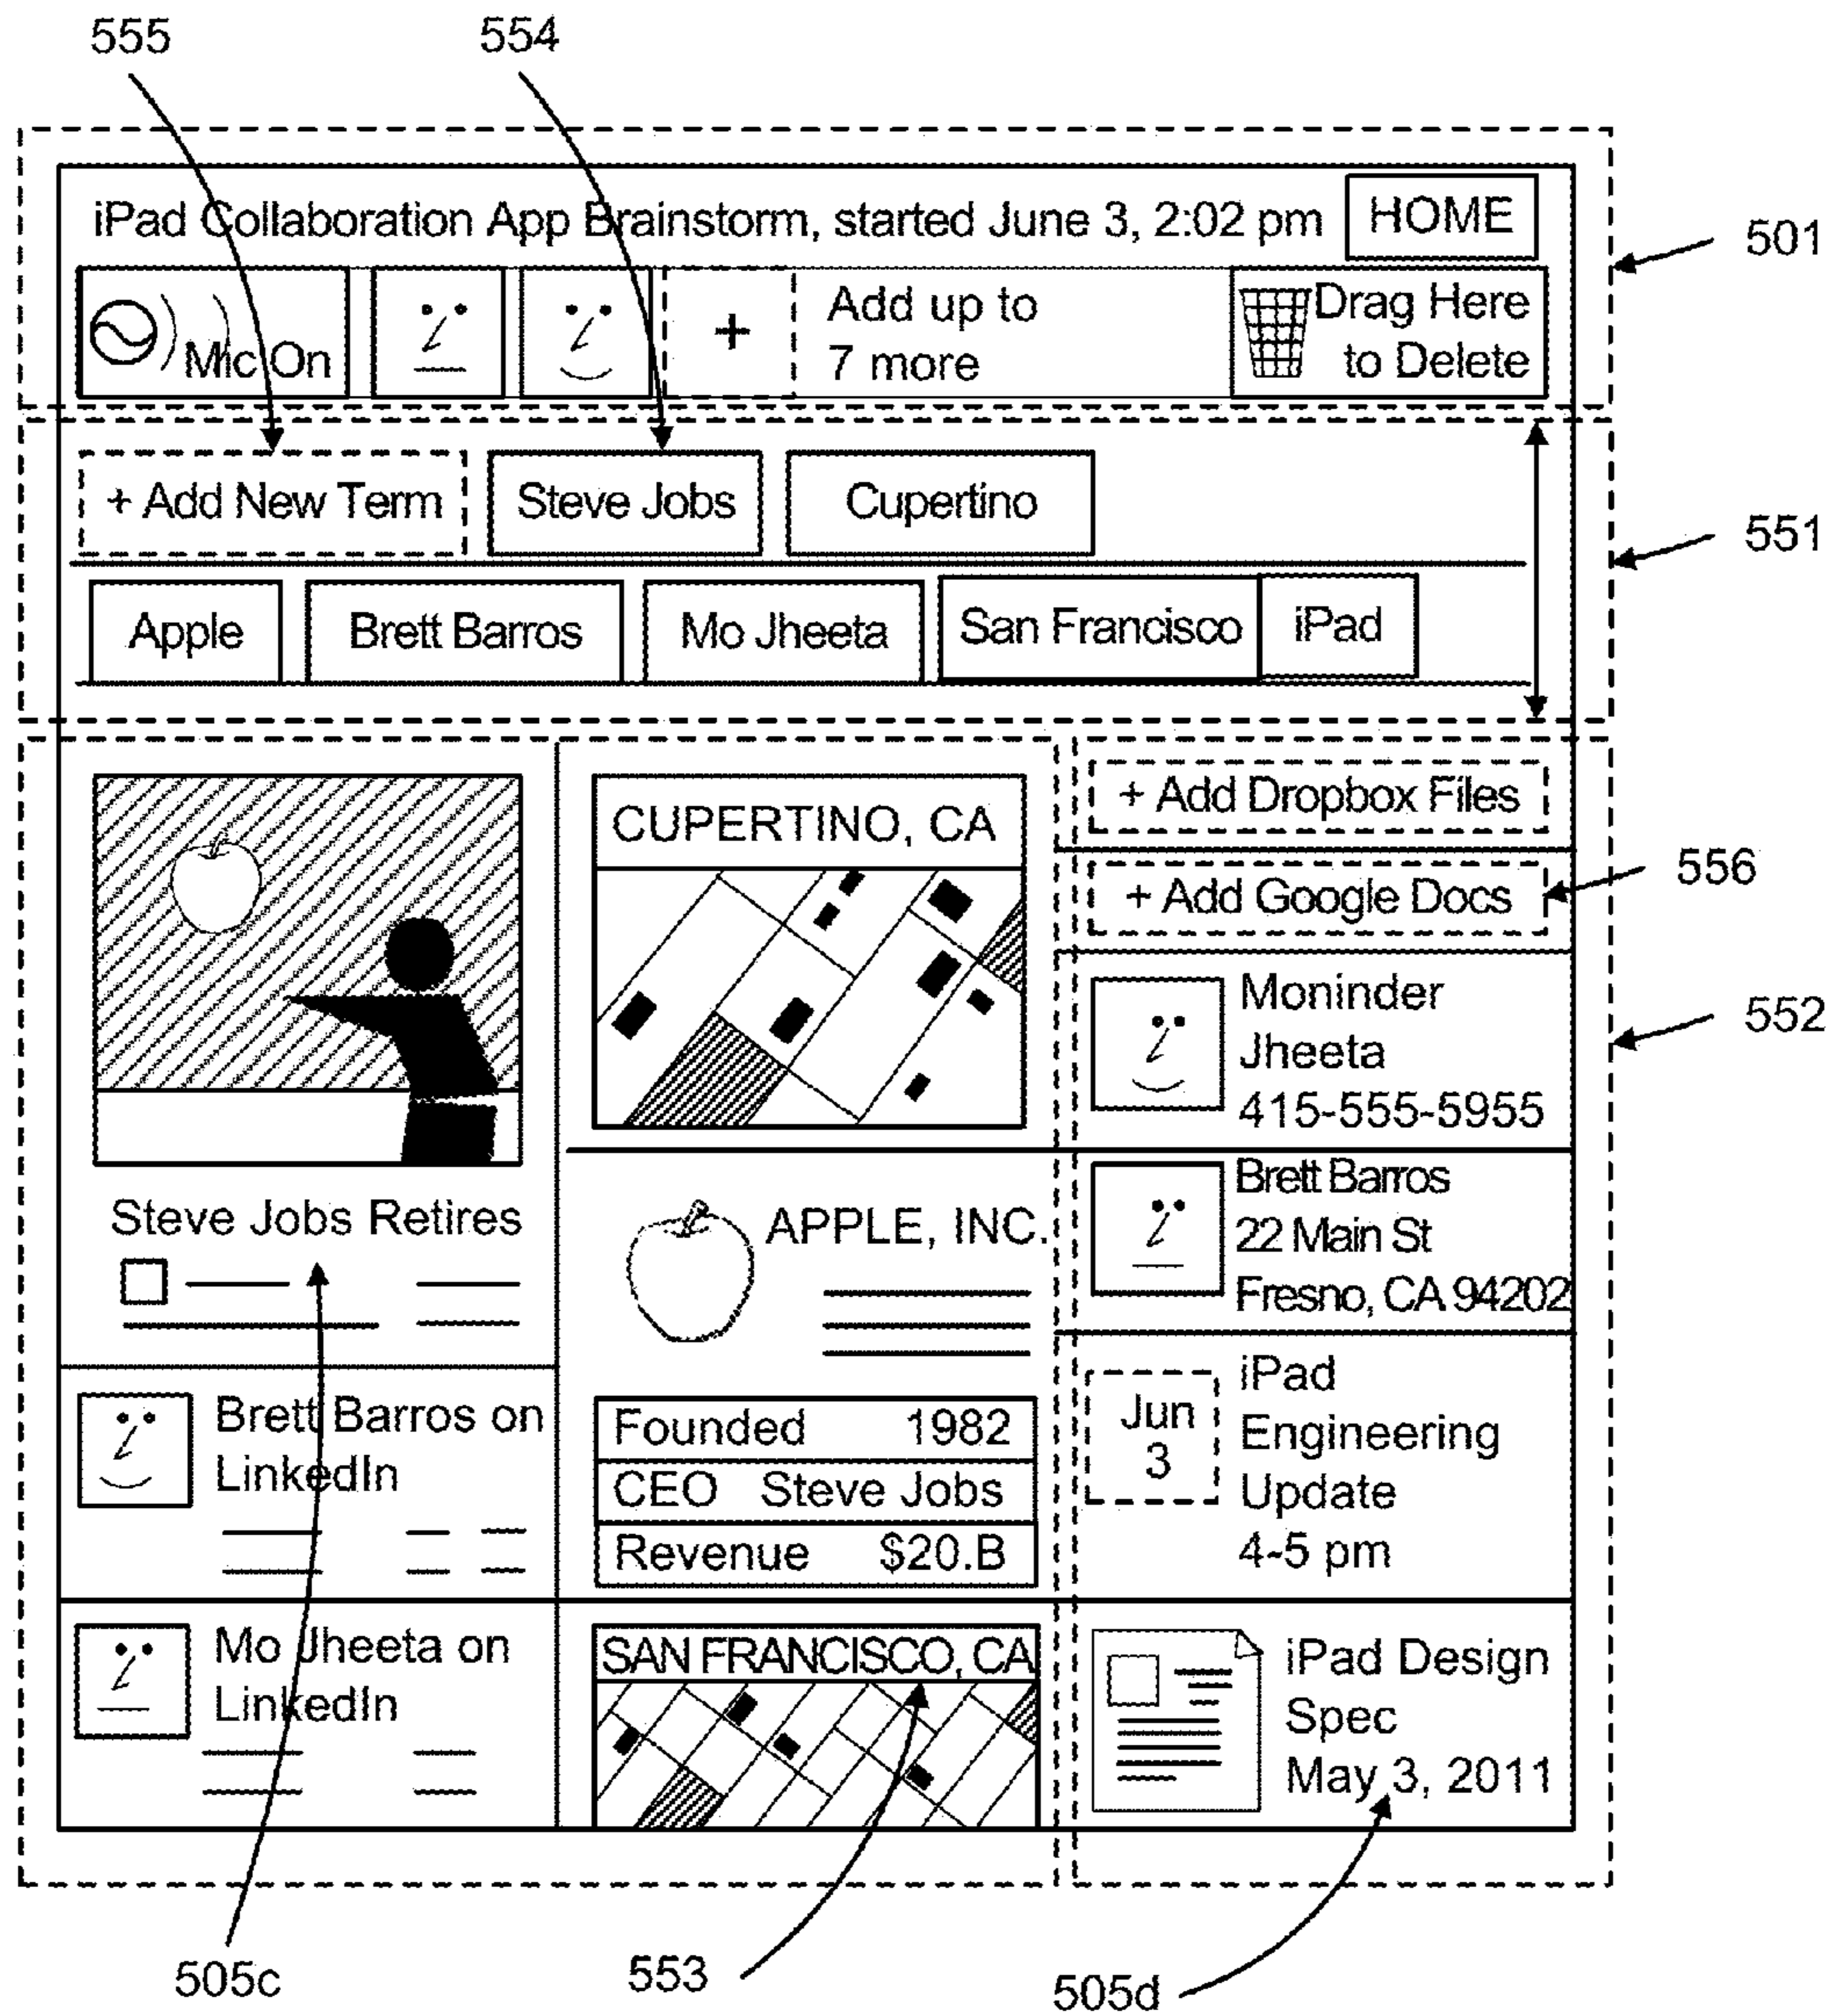 555
554
iPad Collaboration App Brainstorm, started June 3, 2:02 pm
HOME
501
Mic On
+
Add up to
7 more
Drag Here
to Delete
+ Add New Term
Steve Jobs
Cupertino
551
Apple
Brett Barros
Mo Jheeta
San Francisco
iPad
Steve Jobs Retires
Brett Barros on
LinkedIn
Mo Jheeta on
LinkedIn
CUPERTINO, CA
APPLE, INC.
Founded 1982
CEO Steve Jobs
Revenue $20.B
SAN FRANCISCO, CA
+ Add Dropbox Files
+ Add Google Docs
556
Moninder
Jheeta
415-555-5955
552
Brett Barros
22 Main St
Fresno, CA 94202
Jun
3
iPad
Engineering
Update
4-5 pm
iPad Design
Spec
May 3, 2011
505c
553
505d